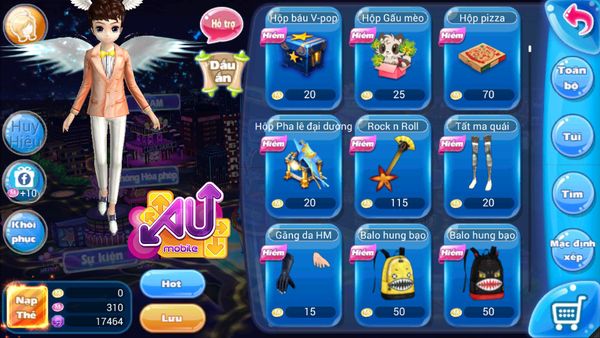 Hỗ trợ
Dấu
ấn
Huy
Hiệu
+10
Khôi
phục
Sự kiện
AU
mobile
Nạp
Thẻ
0
310
17464
Hot
Lưu
Hộp báu V-pop
Hiếm
20
Hộp Gấu mèo
Hiếm
25
Hộp pizza
Hiếm
70
Hộp Pha lê đại dương
Hiếm
20
Rock n Roll
Hiếm
115
Tất ma quái
Hiếm
20
Găng da HM
Hiếm
15
Balo hung bạo
Hiếm
50
Balo hung bạo
Hiếm
50
Toàn
bộ
Túi
Tìm
Mặc định
xếp